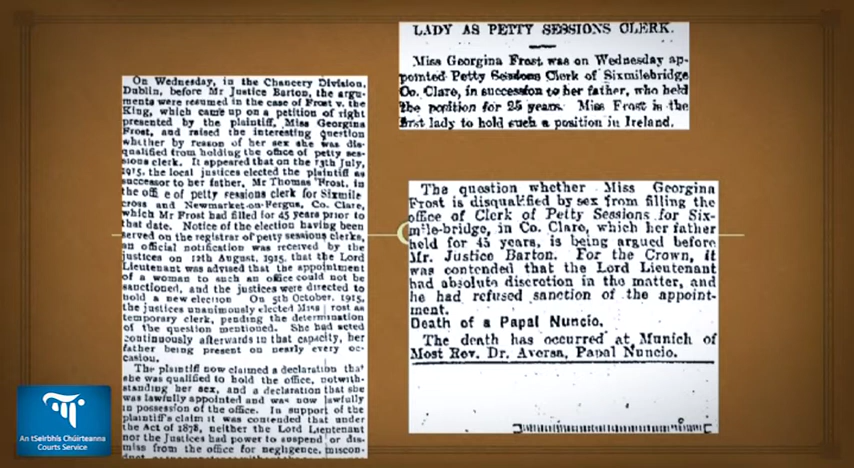 On Wednesday, in the Chancery Division,
Dublin, before Mr Justice Barton, the argu-
ments were resumed in the case of Frost v. the
King, which came up on a petition of right
presented by the plaintiff, Miss Georgina
Frost, and raised the interesting question
whether by reason of her sex she was dis-
qualified from holding the office of petty ses-
sions clerk. It appeared that on the 13th July,
1915, the local justices elected the plaintiff as
successor to her father, Mr Thomas Frost, in
the offi e of petty sessions clerk for Sixmile
cross and Newmarket-on-Fergus, Co. Clare,
which Mr Frost had filled for 45 years prior to
that date. Notice of the election having been
served on the registrar of petty sessions clerks,
an official notification was received by the
justices on 12th August, 1915, that the Lord
Lieutenant was advised that the appointment
of a woman to such an office could not be
sanctioned, and the justices were directed to
hold a new election On 5th October, 1915,
the justices unanimously elected Miss rost as
temporary clerk, pending the determination
of the question mentioned. She had acted
continuously afterwards in that capacity, her
father being present on nearly every oc-
casion.
The plaintiff now claimed a declaration that
she was qualified to hold the office, notwith-
standing her sex, and a declaration that she
was lawfully appointed and was now lawfully
in possession of the office. In support of the
plaintiff's claim it was contended that under
the Act of 1878, neither the Lord Lieutenant
nor the Justices had power to suspend or dis-
miss from the office for negligence, miscon-
LADY AS PETTY SESSIONS CLERK.
Miss Georgina Frost was on Wednesday ap-
pointed Petty Sessions Clerk of Sixmilebridge
Co. Clare, in succession to her father, who held
the position for 25 years. Miss Frost is the
first lady to hold such a position in Ireland.
The question whether Miss Georgina
Frost is disqualified by sex from filling the
office of Clerk of Petty Sessions for Six-
mile-bridge, in Co. Clare, which her father
held for 45 years, is being argued before
Mr. Justice Barton. For the Crown, it
was contended that the Lord Lieutenant
had absolute discretion in the matter, and
he had refused sanction of the appoint-
ment.
Death of a Papal Nuncio.
The death has occurred at Munich of
Most Rev. Dr. Aversa, Papal Nuncio.
An tSeirbhís Chúirteanna
Courts Service